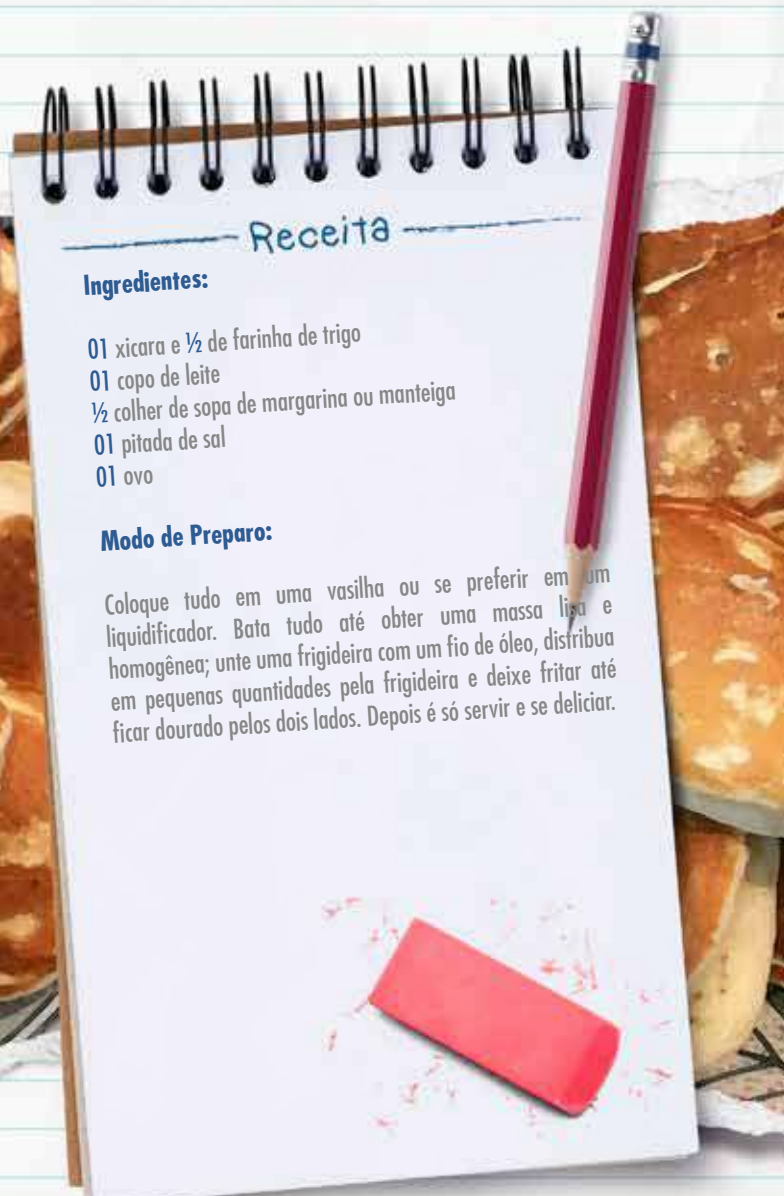 Receita
Ingredientes:
01 xicara e ½ de farinha de trigo
01 copo de leite
½ colher de sopa de margarina ou manteiga
01 pitada de sal
01 ovo
Modo de Preparo:
Coloque tudo em uma vasilha ou se preferir em um
liquidificador. Bata tudo até obter uma massa lisa e
homogênea; unte uma frigideira com um fio de óleo, distribua
em pequenas quantidades pela frigideira e deixe fritar até
ficar dourado pelos dois lados. Depois é só servir e se deliciar.